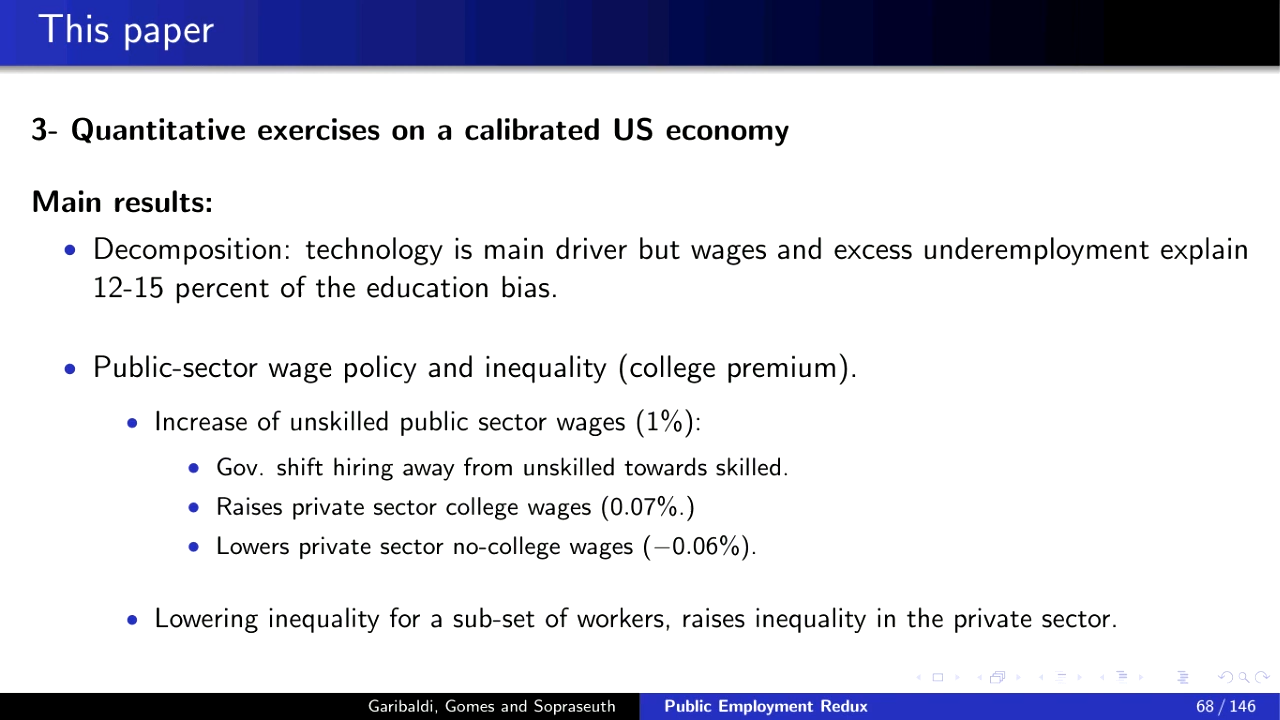 This paper
3- Quantitative exercises on a calibrated US economy
Main results:
• Decomposition: technology is main driver but wages and excess underemployment explain
12-15 percent of the education bias.
• Public-sector wage policy and inequality (college premium).
• Increase of unskilled public sector wages (1%):
• Gov. shift hiring away from unskilled towards skilled.
• Raises private sector college wages (0.07%.)
• Lowers private sector no-college wages (−0.06%).
• Lowering inequality for a sub-set of workers, raises inequality in the private sector.
Garibaldi, Gomes and Sopraseuth Public Employment Redux 68 / 146